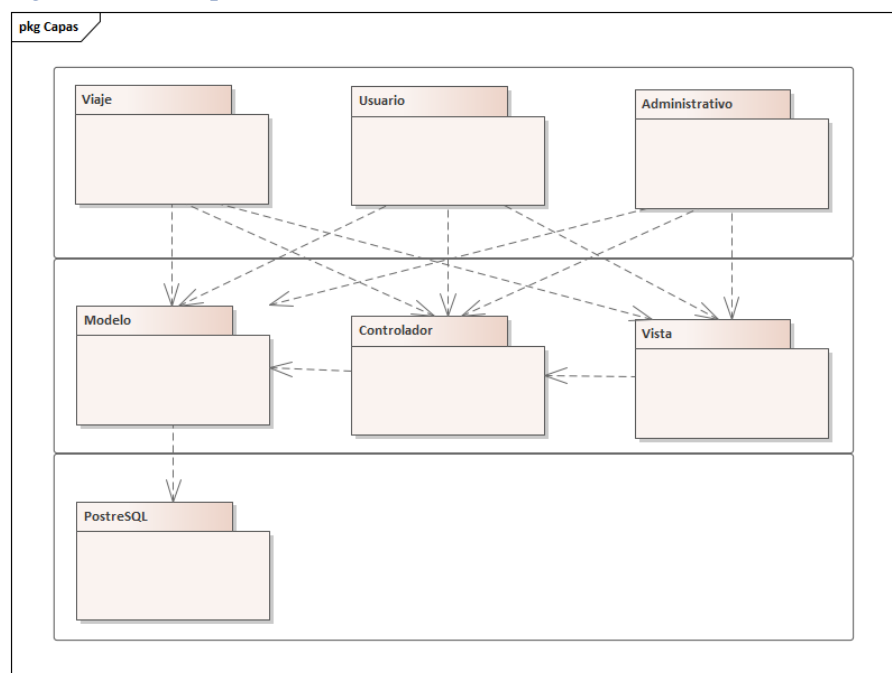 pkg Capas
Viaje
Usuario
Administrativo
Modelo
Controlador
Vista
PostreSQL